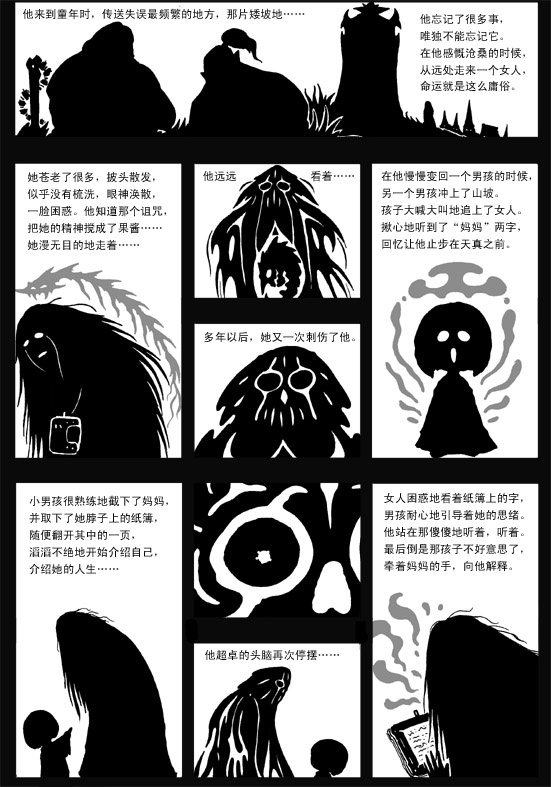 他来到童年时，传送失误最频繁的地方，那片矮坡地……
他忘记了很多事，
唯独不能忘记它。
在他感慨沧桑的时候，
从远处走来一个女人，
命运就是这么庸俗。
她苍老了很多，披头散发，
似乎没有梳洗，眼神涣散，
一脸困惑。他知道那个诅咒，
把她的精神搅成了果酱……
她漫无目的地走着……
他远远 看着……
多年以后，她又一次刺伤了他。
在他慢慢变回一个男孩的时候，
另一个男孩冲上了山坡。
孩子大喊大叫地追上了女人。
揪心地听到了“妈妈”两字，
回忆让他止步在天真之前。
小男孩很熟练地截下了妈妈，
并取下了她脖子上的纸簿，
随便翻开其中的一页，
滔滔不绝地开始介绍自己，
介绍她的人生……
他超卓的头脑再次停摆……
女人困惑地看着纸簿上的字，
男孩耐心地引导着她的思绪。
他站在那傻傻地听着，听着。
最后倒是那孩子不好意思了，
牵着妈妈的手，向他解释。